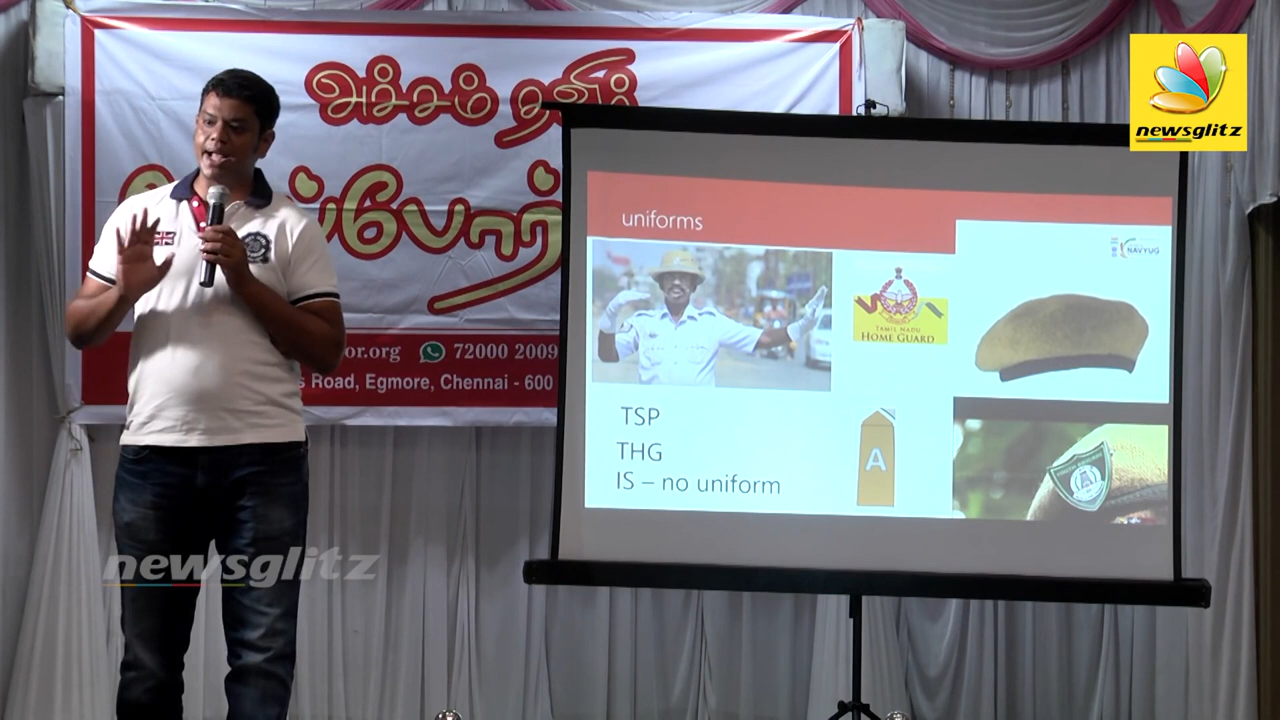 அச்சம் தவிர்
newsglitz
uniforms
NAVYUG
TAMIL NADU
HOME GUARD
TSP
THG
IS – no uniform
A
or.org 72000 2009
s Road, Egmore, Chennai - 600
newsglitz